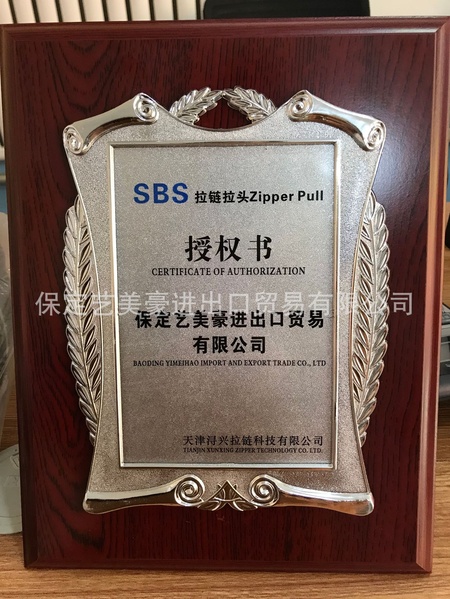 SBS 拉链拉头Zipper Pull
授权书
CERTIFICATE OF AUTHORIZATION
保定艺美豪进出口贸易有限公司
保定艺美豪进出口贸易
有限公司
BAODING YIMEIHAO IMPORT AND EXPORT TRADE CO., LTD
天津浔兴拉链科技有限公司
TIANJIN XUNXING ZIPPER TECHNOLOGY CO. LTD.